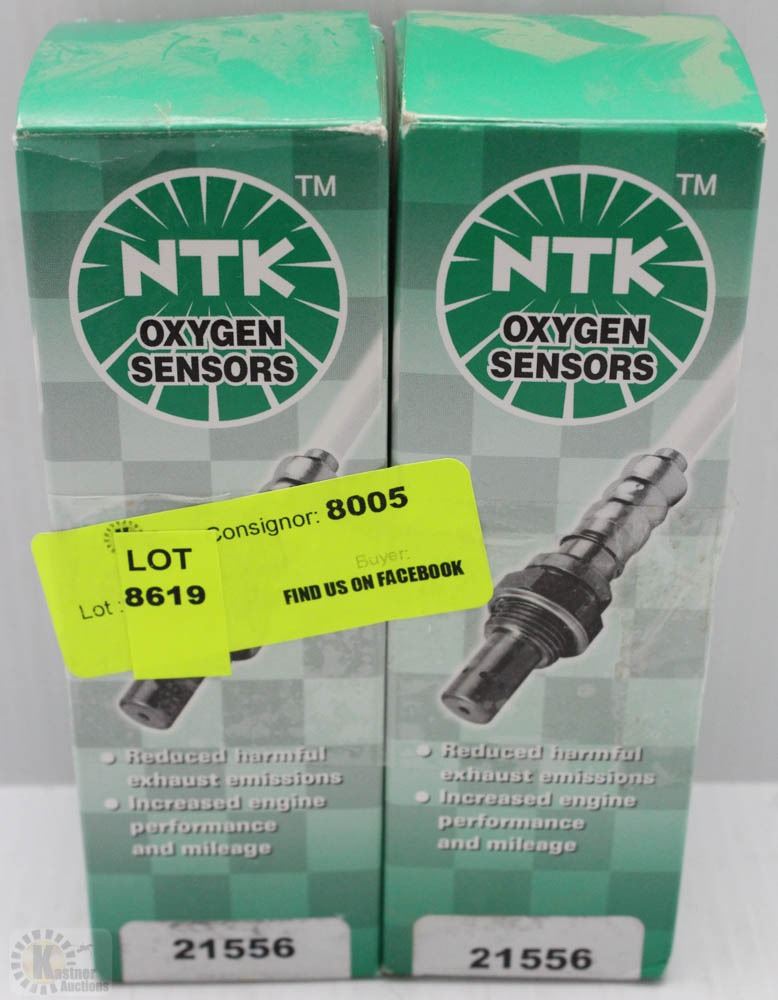 TM
NTK
OXYGEN
SENSORS
TM
NTK
OXYGEN
SENSORS
Consignor: 8005
LOT
Buyer:
Lot: 8619
FIND US ON FACEBOOK
• Reduced harmful
exhaust emissions
• Increased engine
performance
and mileage
21556
• Reduced harmful
exhaust emissions
• Increased engine
performance
and mileage
21556
Kastner
Auctions